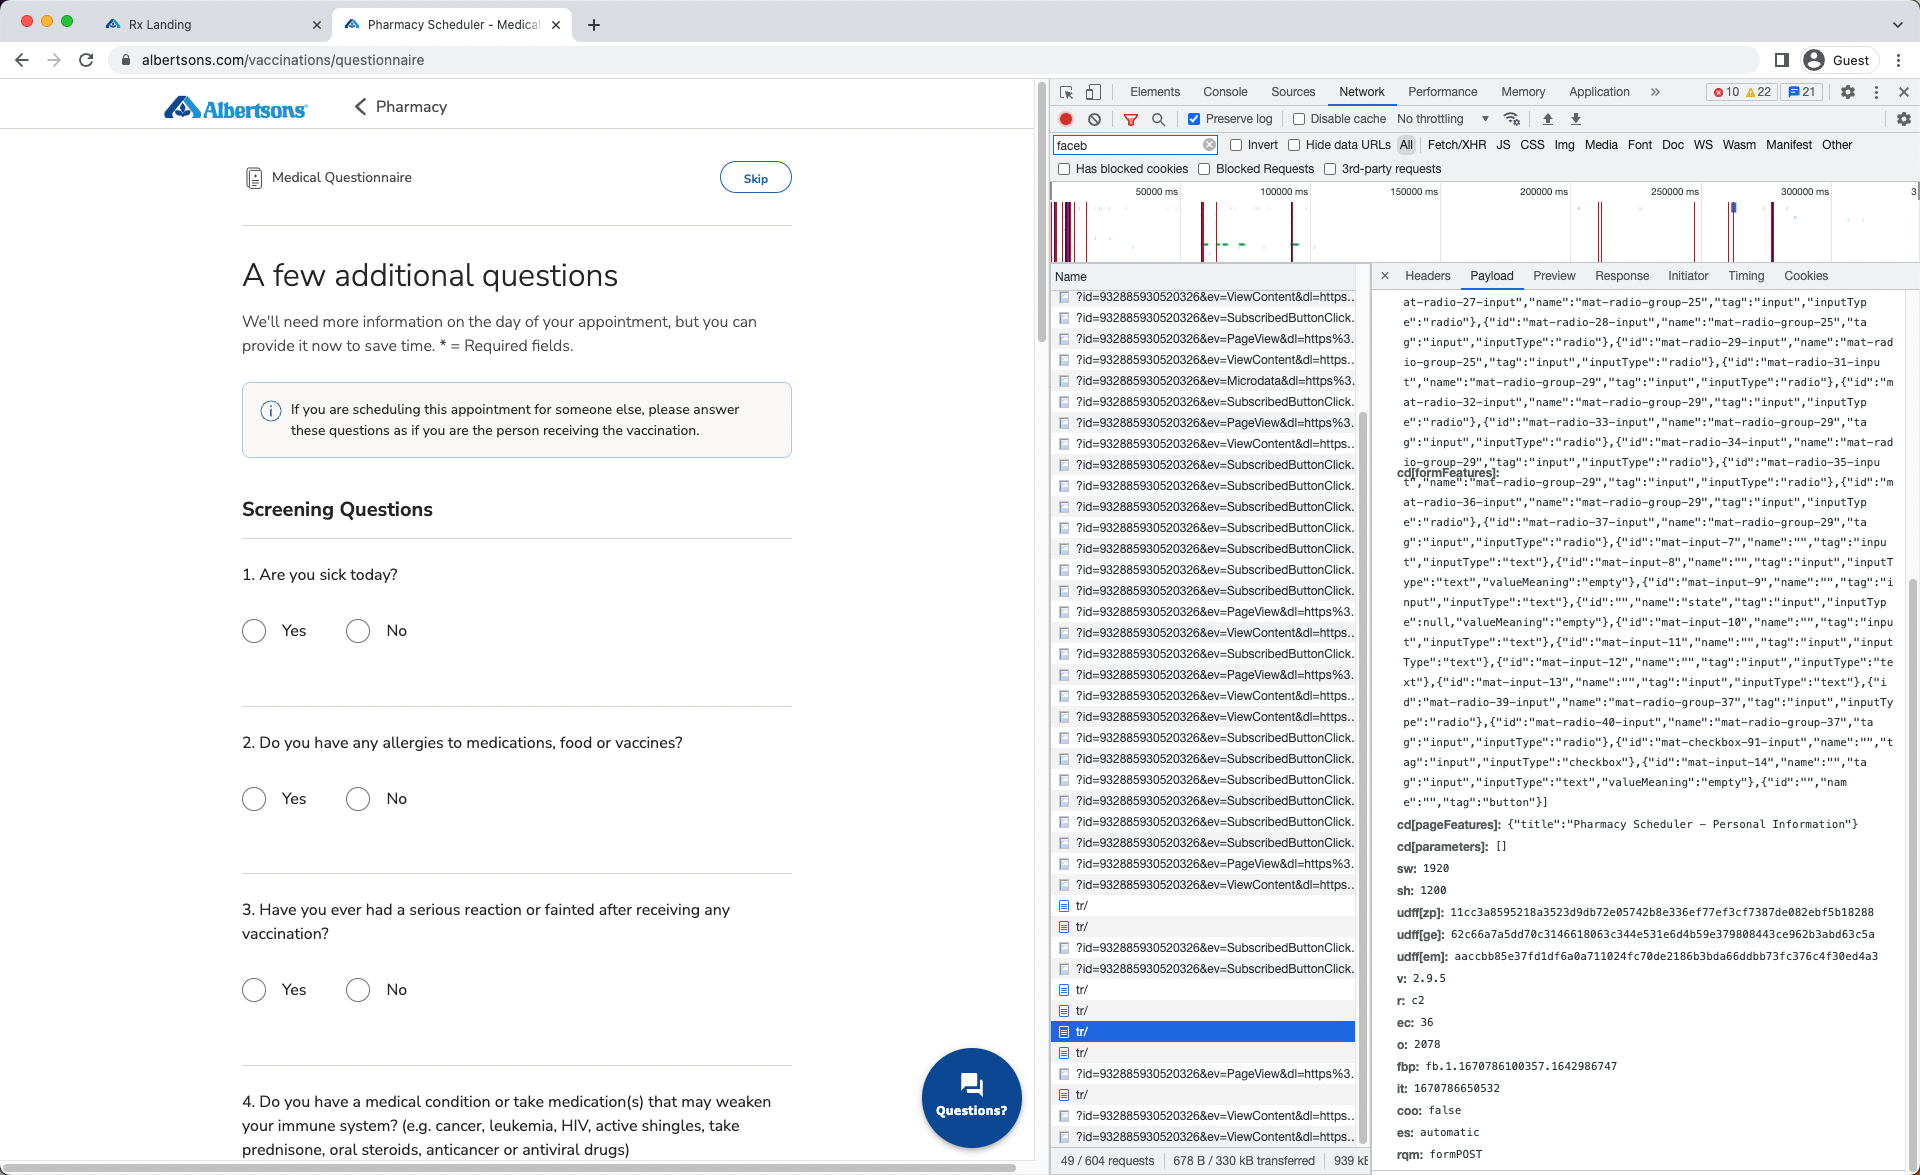 Rx Landing
Pharmacy Scheduler - Medical
albertsons.com/vaccinations/questionnaire
Guest
Albertsons
Pharmacy
Medical Questionnaire
Skip
A few additional questions
We'll need more information on the day of your appointment, but you can
provide it now to save time. * = Required fields.
If you are scheduling this appointment for someone else, please answer
these questions as if you are the person receiving the vaccination.
Screening Questions
1. Are you sick today?
Yes No
2. Do you have any allergies to medications, food or vaccines?
Yes No
3. Have you ever had a serious reaction or fainted after receiving any
vaccination?
Yes No
4. Do you have a medical condition or take medication(s) that may weaken
your immune system? (e.g. cancer, leukemia, HIV, active shingles, take
prednisone, oral steroids, anticancer or antiviral drugs)
Questions?
Elements Console Sources Network Performance Memory Application » 10 22 21
Preserve log Disable cache No throttling
faceb Invert Hide data URLs All Fetch/XHR JS CSS Img Media Font Doc WS Wasm Manifest Other
Has blocked cookies Blocked Requests 3rd-party requests
50000 ms 100000 ms 150000 ms 200000 ms 250000 ms 300000 ms 3
Name
?id=932885930520326&ev=ViewContent&dl=https…
?id=932885930520326&ev=SubscribedButtonClick.
?id=932885930520326&ev=PageView&dl=https%3.
?id=932885930520326&ev=ViewContent&dl=https…
?id=932885930520326&ev=Microdata&dl=https%3.
?id=932885930520326&ev=SubscribedButtonClick.
?id=932885930520326&ev=PageView&dl=https%3.
?id=932885930520326&ev=ViewContent&dl=https…
?id=932885930520326&ev=SubscribedButtonClick.
?id=932885930520326&ev=SubscribedButtonClick.
?id=932885930520326&ev=SubscribedButtonClick.
?id=932885930520326&ev=SubscribedButtonClick.
?id=932885930520326&ev=SubscribedButtonClick.
?id=932885930520326&ev=SubscribedButtonClick.
?id=932885930520326&ev=SubscribedButtonClick.
?id=932885930520326&ev=PageView&dl=https%3.
?id=932885930520326&ev=ViewContent&dl=https…
?id=932885930520326&ev=SubscribedButtonClick.
?id=932885930520326&ev=PageView&dl=https%3.
?id=932885930520326&ev=ViewContent&dl=https…
?id=932885930520326&ev=ViewContent&dl=https…
?id=932885930520326&ev=SubscribedButtonClick.
?id=932885930520326&ev=SubscribedButtonClick.
?id=932885930520326&ev=SubscribedButtonClick.
?id=932885930520326&ev=SubscribedButtonClick.
?id=932885930520326&ev=SubscribedButtonClick.
?id=932885930520326&ev=SubscribedButtonClick.
?id=932885930520326&ev=PageView&dl=https%3.
?id=932885930520326&ev=ViewContent&dl=https…
tr/
tr/
?id=932885930520326&ev=SubscribedButtonClick.
?id=932885930520326&ev=SubscribedButtonClick.
tr/
tr/
tr/
tr/
?id=932885930520326&ev=PageView&dl=https%3.
tr/
?id=932885930520326&ev=ViewContent&dl=https…
?id=932885930520326&ev=ViewContent&dl=https…
49 / 604 requests 678 B / 330 kB transferred 939 kB
Headers Payload Preview Response Initiator Timing Cookies
at-radio-27-input","name":"mat-radio-group-25","tag":"input","inputTyp
e":"radio"},{"id":"mat-radio-28-input","name":"mat-radio-group-25","ta
g":"input","inputType":"radio"},{"id":"mat-radio-29-input","name":"mat-rad
io-group-25","tag":"input","inputType":"radio"},{"id":"mat-radio-31-inpu
t","name":"mat-radio-group-29","tag":"input","inputType":"radio"},{"id":"m
at-radio-32-input","name":"mat-radio-group-29","tag":"input","inputTyp
e":"radio"},{"id":"mat-radio-33-input","name":"mat-radio-group-29","ta
g":"input","inputType":"radio"},{"id":"mat-radio-34-input","name":"mat-rad
io-group-29","tag":"input","inputType":"radio"},{"id":"mat-radio-35-inpu
cd[formFeatures]:
t","name":"mat-radio-group-29","tag":"input","inputType":"radio"},{"id":"m
at-radio-36-input","name":"mat-radio-group-29","tag":"input","inputTyp
e":"radio"},{"id":"mat-radio-37-input","name":"mat-radio-group-29","ta
g":"input","inputType":"radio"},{"id":"mat-input-7","name":"","tag":"inpu
t","inputType":"text"},{"id":"mat-input-8","name":"","tag":"input","inputT
ype":"text","valueMeaning":"empty"},{"id":"mat-input-9","name":"","tag":"i
nput","inputType":"text"},{"id":"","name":"state","tag":"input","inputTyp
e":null,"valueMeaning":"empty"},{"id":"mat-input-10","name":"","tag":"inpu
t","inputType":"text"},{"id":"mat-input-11","name":"","tag":"input","input
Type":"text"},{"id":"mat-input-12","name":"","tag":"input","inputType":"te
xt"},{"id":"mat-input-13","name":"","tag":"input","inputType":"text"},{"i
d":"mat-radio-39-input","name":"mat-radio-group-37","tag":"input","inputTy
pe":"radio"},{"id":"mat-radio-40-input","name":"mat-radio-group-37","ta
g":"input","inputType":"radio"},{"id":"mat-checkbox-91-input","name":"","t
ag":"input","inputType":"checkbox"},{"id":"mat-input-14","name":"","ta
g":"input","inputType":"text","valueMeaning":"empty"},{"id":"","nam
e":"","tag":"button"}]
cd[pageFeatures]: {"title":"Pharmacy Scheduler – Personal Information"}
cd[parameters]: []
sw: 1920
sh: 1200
udff[zp]: 11cc3a8595218a3523d9db72e05742b8e336ef77ef3cf7387de082ebf5b18288
udff[ge]: 62c66a7a5dd70c3146618063c344e531e6d4b59e379808443ce962b3abd63c5a
udff[em]: aaccbb85e37fd1df6a0a711024fc70de2186b3bda66ddbb73fc376c4f30ed4a3
v: 2.9.5
r: c2
ec: 36
o: 2078
fbp: fb.1.1670786100357.1642986747
it: 1670786650532
coo: false
es: automatic
rqm: formPOST